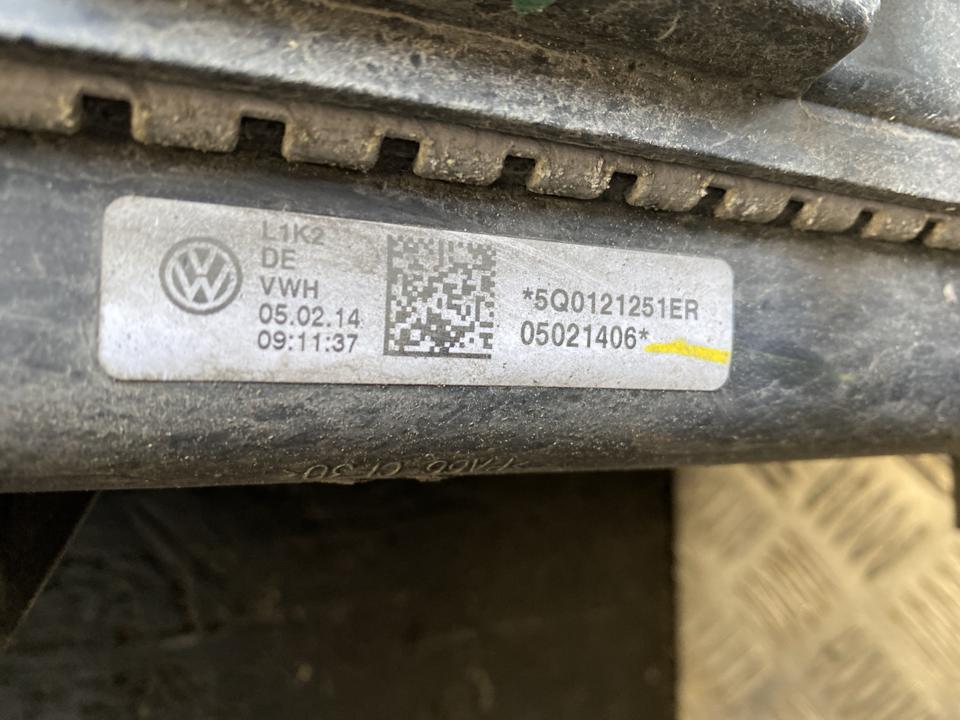 L1K2
DE
VWH
05.02.14
09:11:37
*5Q0121251ER
05021406*